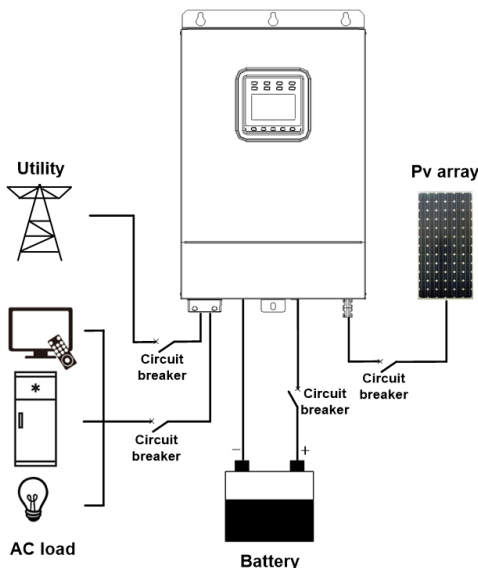 Utility
Pv array
Circuit
breaker
Circuit
breaker
Circuit
breaker
Circuit
breaker
- +
AC load
Battery